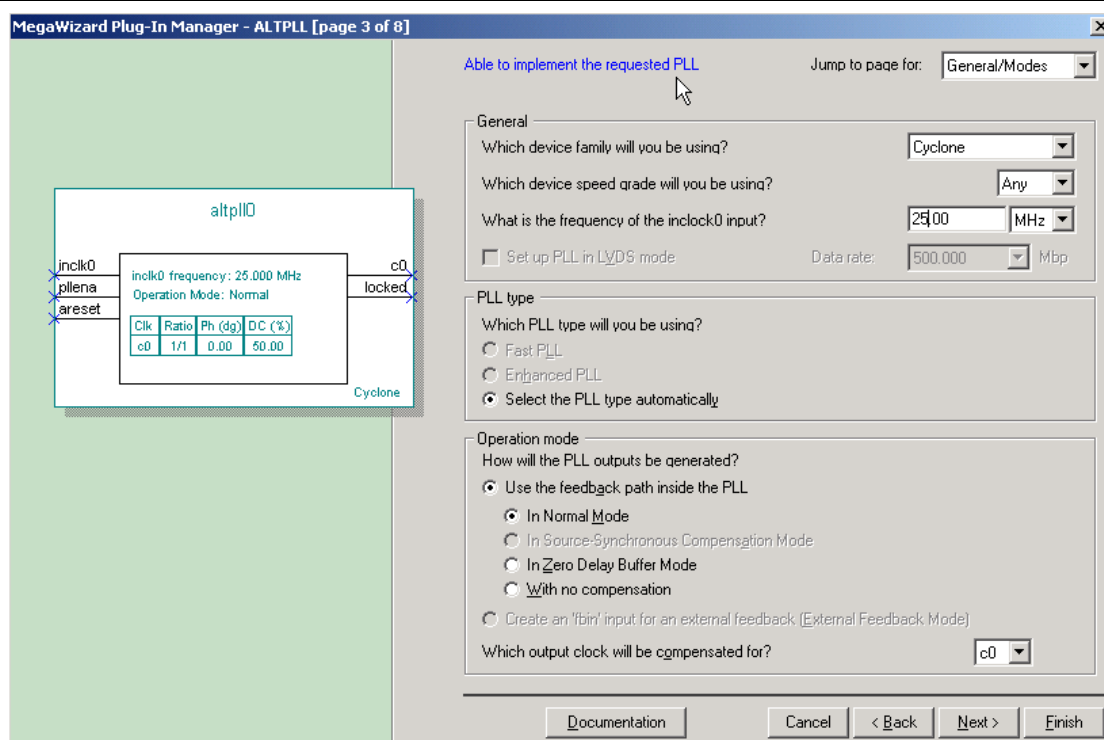 MegaWizard Plug-In Manager - ALTPLL [page 3 of 8]
Able to implement the requested PLL
Jump to page for: General/Modes
General
Which device family will you be using? Cyclone
Which device speed grade will you be using? Any
What is the frequency of the inclock0 input? 25.00 MHz
Set up PLL in LVDS mode Data rate: 500.000 Mbp
PLL type
Which PLL type will you be using?
Fast PLL
Enhanced PLL
Select the PLL type automatically
Operation mode
How will the PLL outputs be generated?
Use the feedback path inside the PLL
In Normal Mode
In Source-Synchronous Compensation Mode
In Zero Delay Buffer Mode
With no compensation
Create an 'fbin' input for an external feedback (External Feedback Mode)
Which output clock will be compensated for? c0
altpll0
inclk0
pllena
areset
inclk0 frequency: 25.000 MHz
Operation Mode: Normal
Clk Ratio Ph (dg) DC (%)
c0 1/1 0.00 50.00
c0
locked
Cyclone
Documentation Cancel < Back Next > Finish